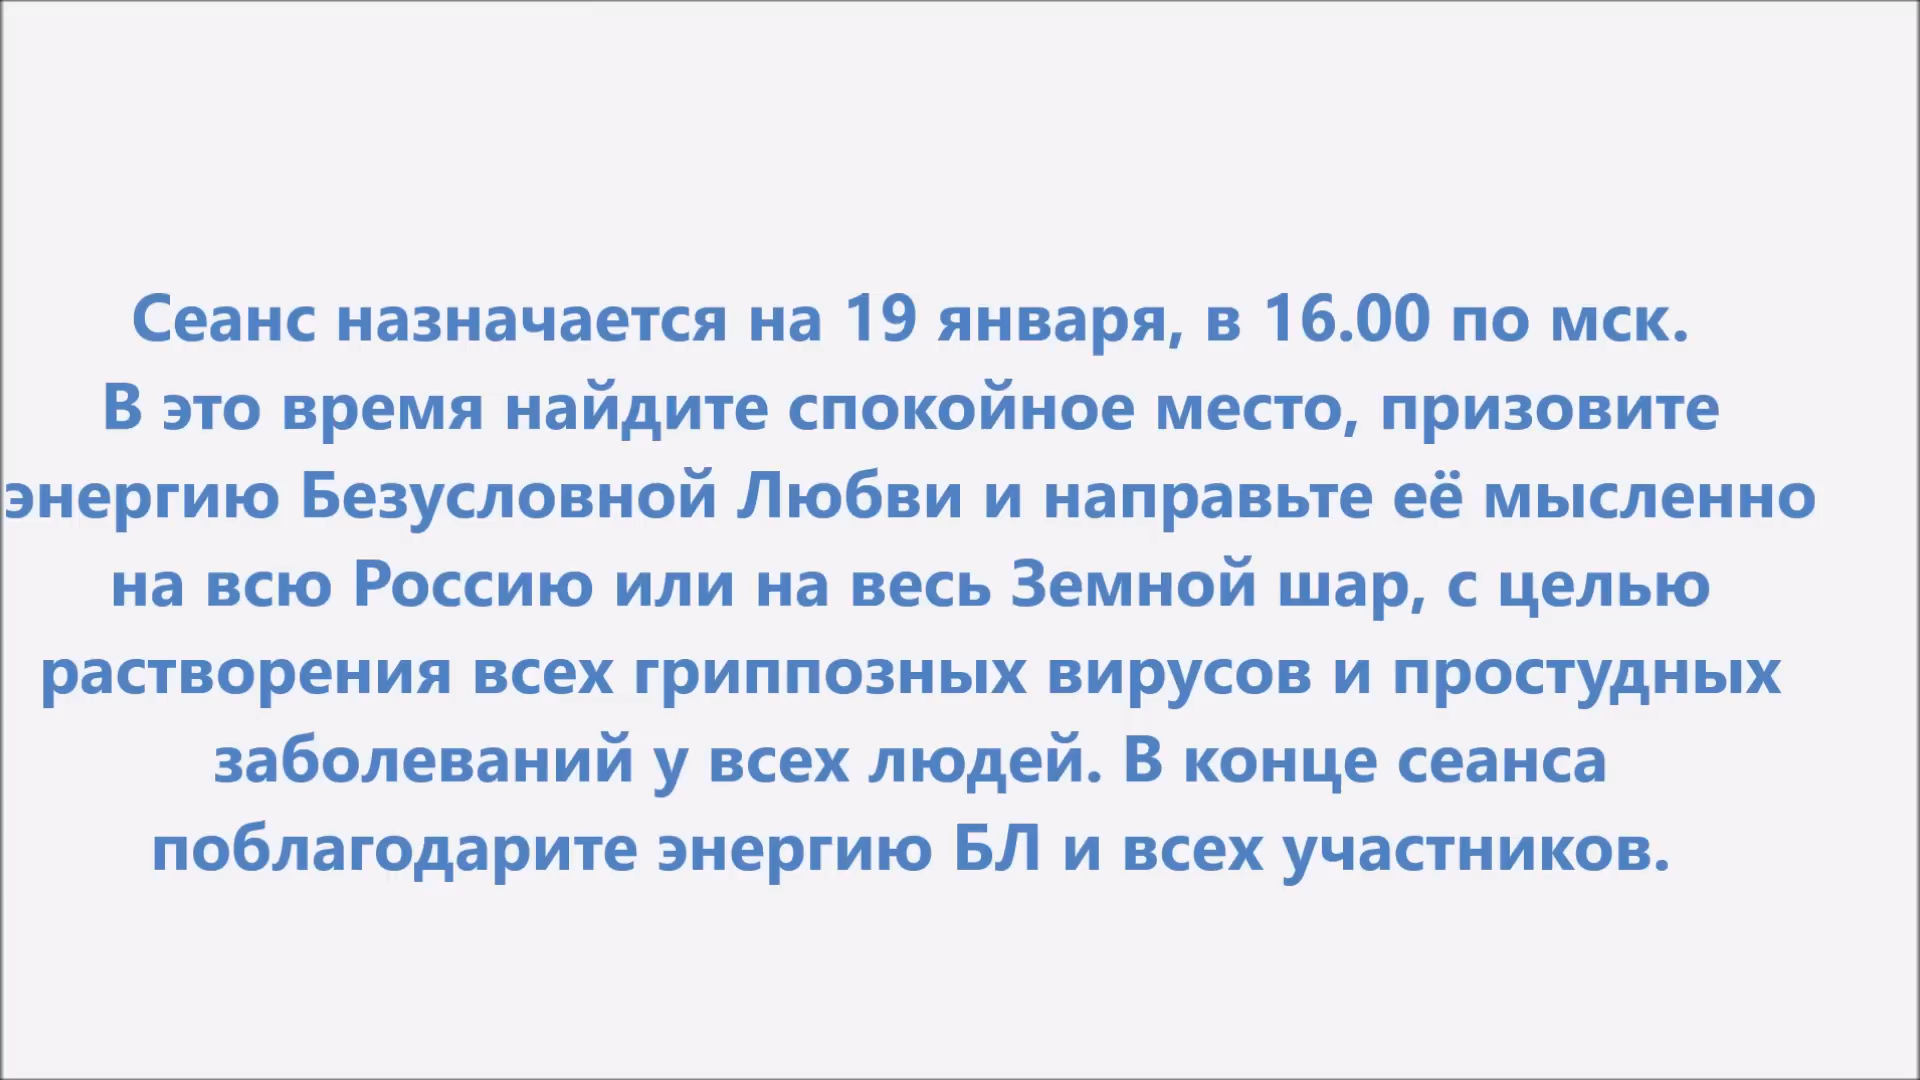 Сеанс назначается на 19 января, в 16.00 по мск.
В это время найдите спокойное место, призовите
энергию Безусловной Любви и направьте её мысленно
на всю Россию или на весь Земной шар, с целью
растворения всех гриппозных вирусов и простудных
заболеваний у всех людей. В конце сеанса
поблагодарите энергию БЛ и всех участников.